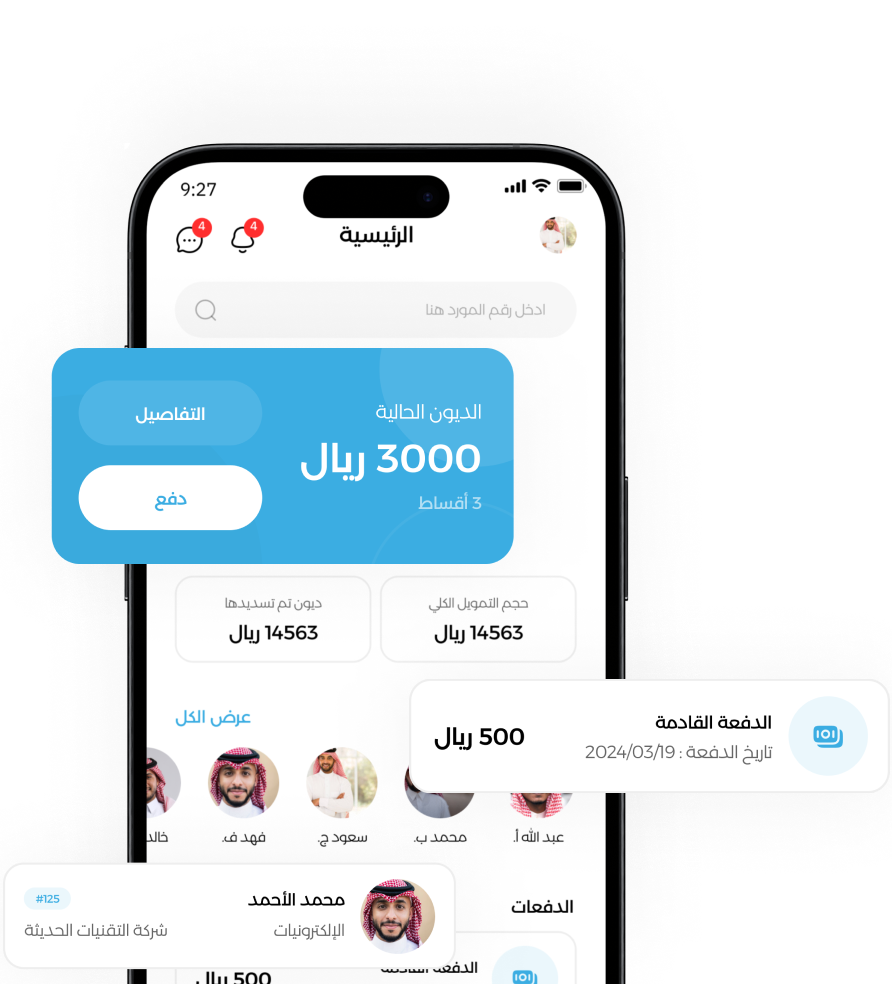 9:27
الرئيسية
4
4
ادخل رقم المورد هنا
الديون الحالية
3000 ريال
3 أقساط
التفاصيل
دفع
حجم التمويل الكلي
14563 ريال
ديون تم تسديدها
14563 ريال
عرض الكل
الدفعة القادمة
تاريخ الدفعة : 2024/03/19
500 ريال
عبد الله أ.
محمد ب.
سعود ج.
فهد ف.
خالد
محمد الأحمد
الإلكترونيات
#125
شركة التقنيات الحديثة
الدفعات
الدفعة القادمة
500 ريال